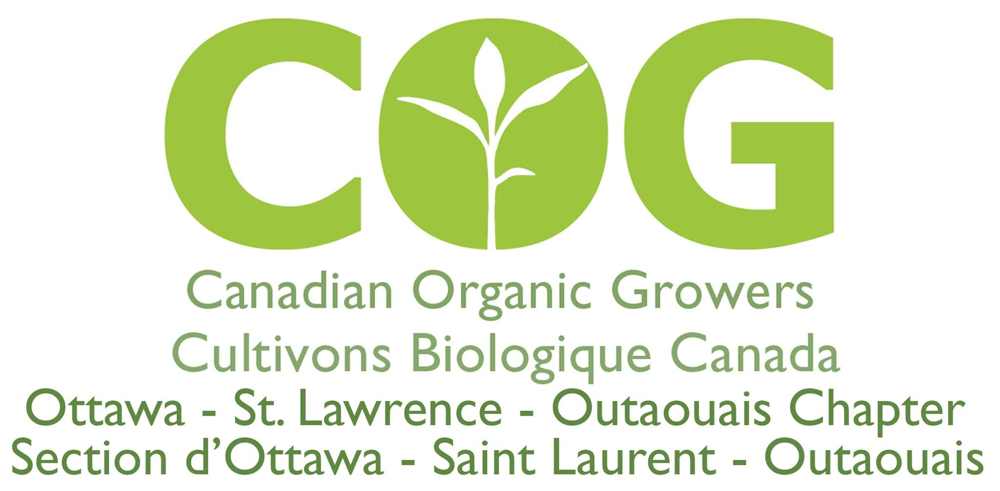 COG
Canadian Organic Growers
Cultivons Biologique Canada
Ottawa - St. Lawrence - Outaouais Chapter
Section d’Ottawa - Saint Laurent - Outaouais